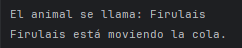 El animal se llama: Firulais
Firulais está moviendo la cola.